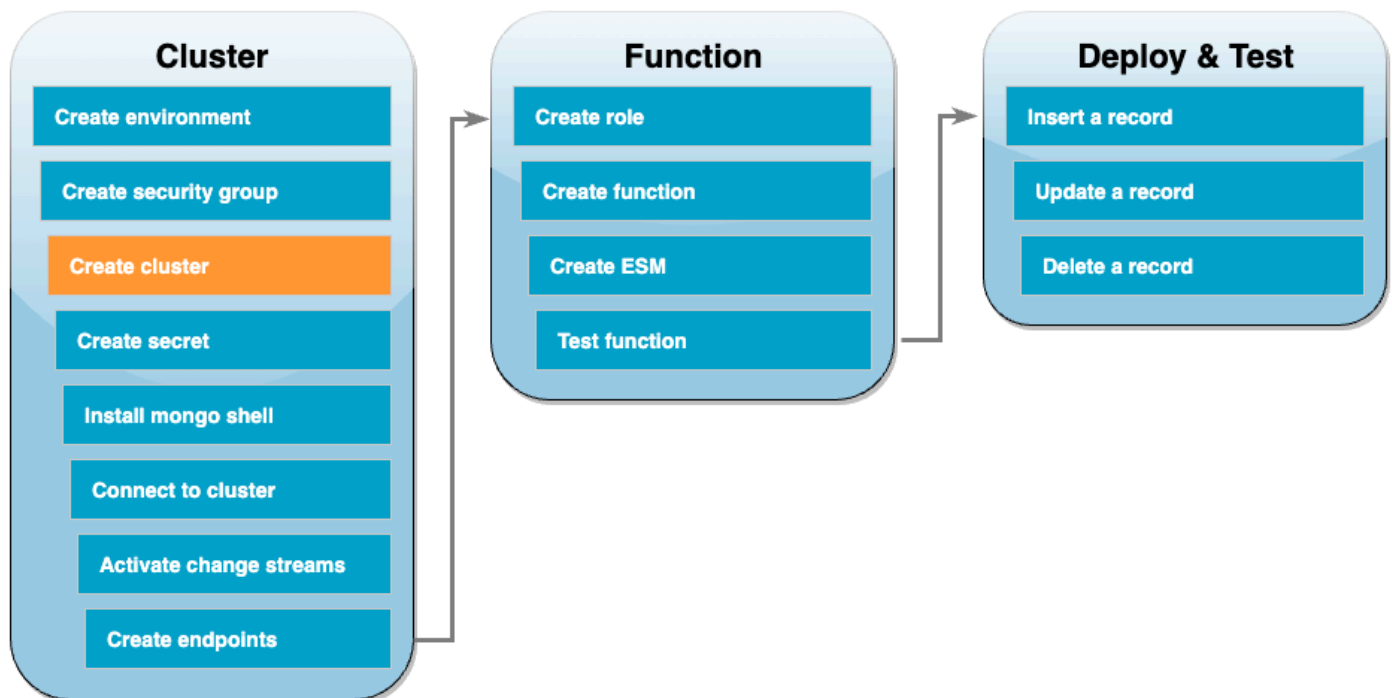 Cluster
Create environment
Create security group
Create cluster
Create secret
Install mongo shell
Connect to cluster
Activate change streams
Create endpoints
Function
Create role
Create function
Create ESM
Test function
Deploy & Test
Insert a record
Update a record
Delete a record